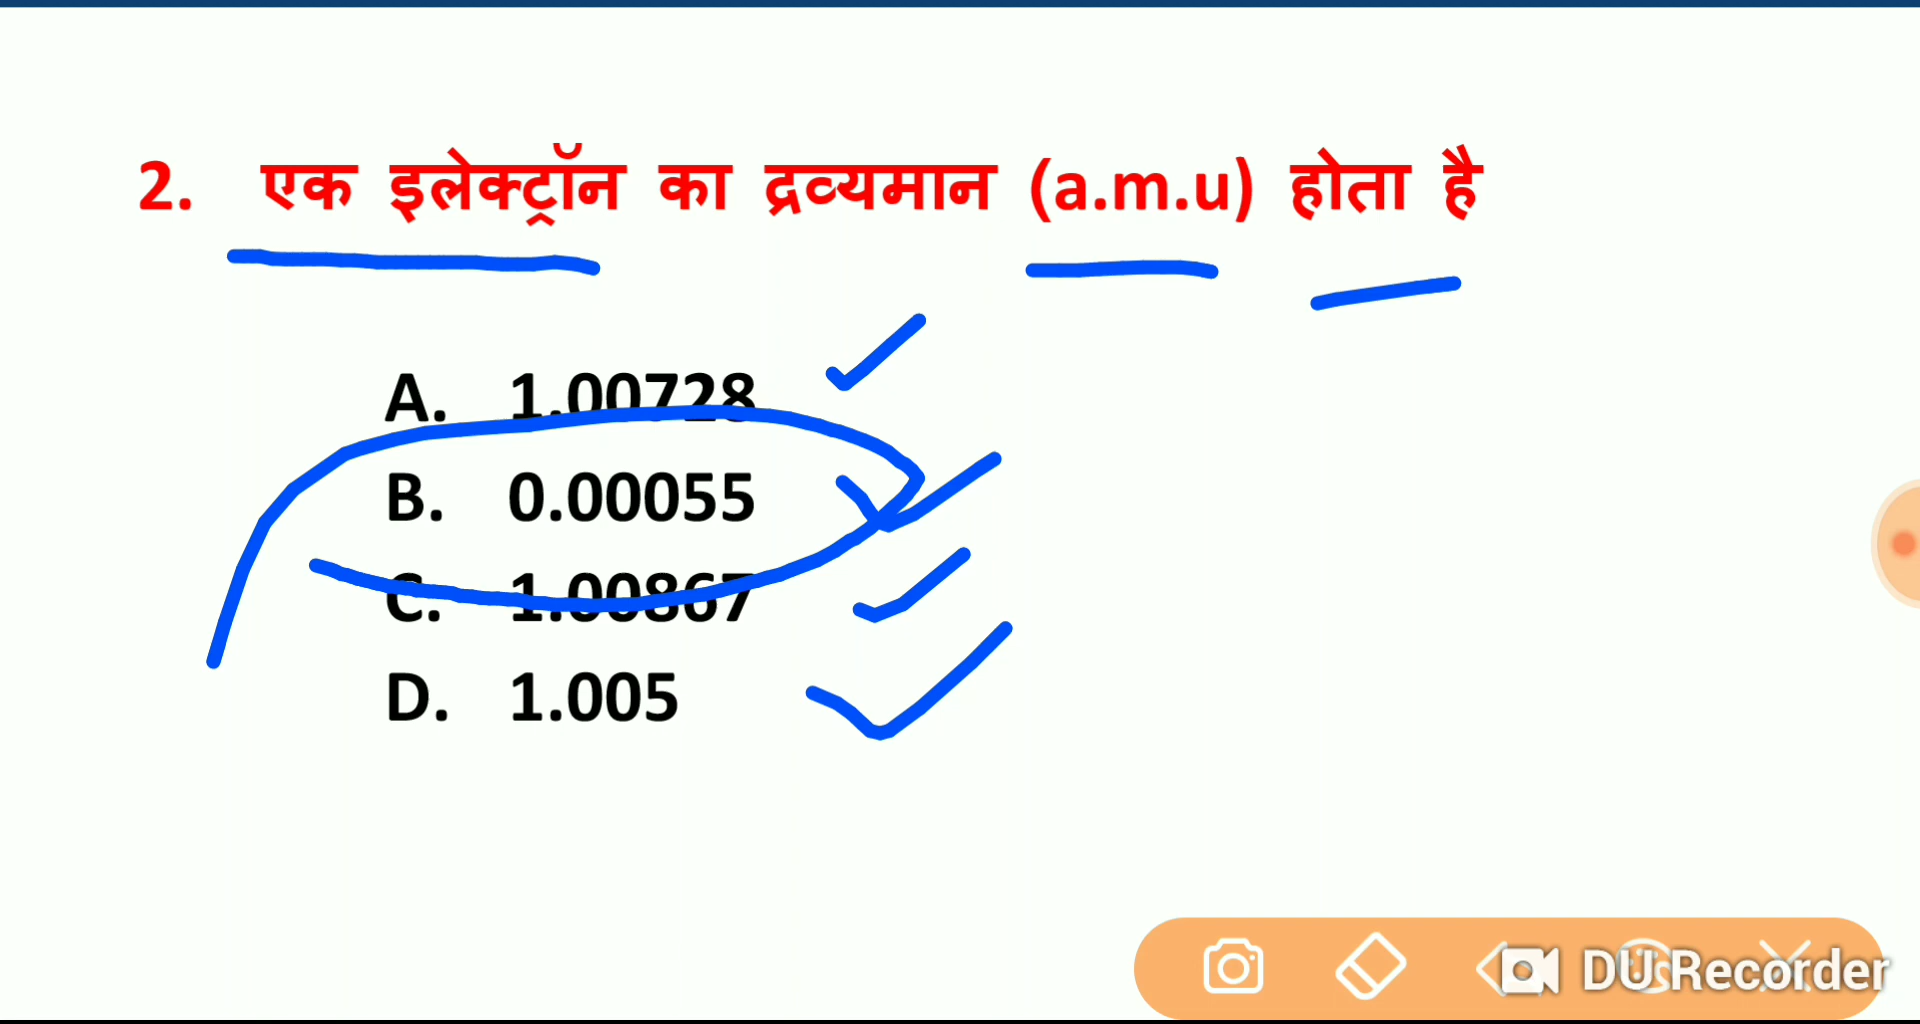 2. एक इलेक्ट्रॉन का द्रव्यमान (a.m.u) होता है
A. 1.00728
B. 0.00055
C. 1.00867
D. 1.005
DU Recorder